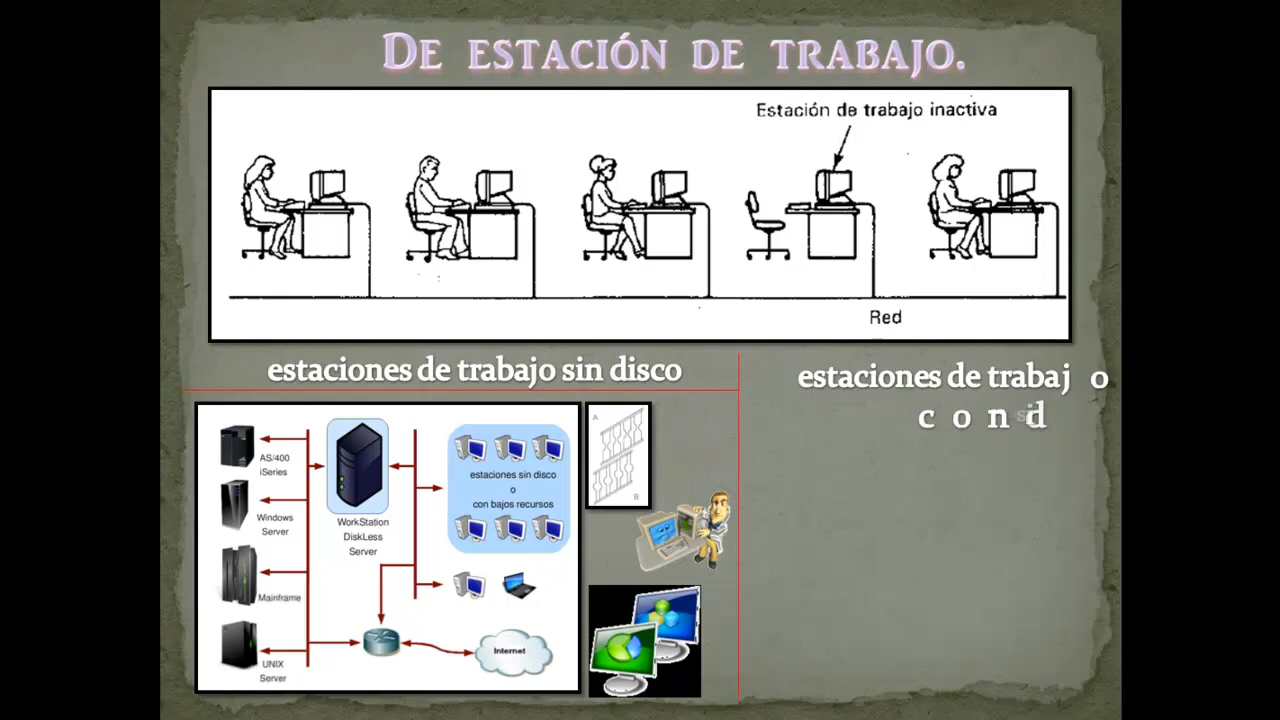 De estación de trabajo.
Estación de trabajo inactiva
Red
estaciones de trabajo sin disco
estaciones de trabaj o
c o n d
AS/400
iSeries
Windows
Server
Mainframe
UNIX
Server
WorkStation
DiskLess
Server
estaciones sin disco
o
con bajos recursos
Internet
A
B